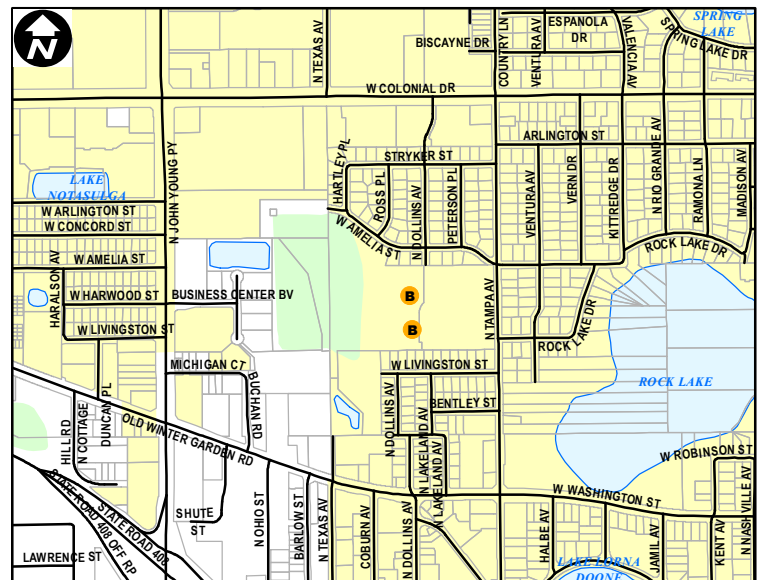 N
N TEXAS AV
BISCAYNE DR
COUNTRY LN
VENTURA AV
ESPANOLA
DR
VALENCIA AV
SPRING
LAKE
SPRING LAKE DR
W COLONIAL DR
N JOHN YOUNG PY
HARTLEY PL
STRYKER ST
ROSS PL
N DOLLINS AV
PETERSON PL
ARLINGTON ST
VENTURA AV
VERN DR
KITTREDGE DR
N RIO GRANDE AV
RAMONA LN
MADISON AV
LAKE
NOTASULGA
W ARLINGTON ST
W CONCORD ST
W AMELIA ST
W AMELIA ST
ROCK LAKE DR
HARALSON AV
W HARWOOD ST
BUSINESS CENTER BV
B
B
N TAMPA AV
W LIVINGSTON ST
ROCK LAKE DR
MICHIGAN CT
BUCHAN RD
W LIVINGSTON ST
ROCK LAKE
DUNCAN PL
N COTTAGE
HILL RD
OLD WINTER GARDEN RD
N DOLLINS AV
N LAKELAND AV
BENTLEY ST
N LAKELAND AV
W ROBINSON ST
STATE ROAD 408 OFF RP
STATE ROAD 408
SHUTE
ST
N OHIO ST
BARLOW ST
N TEXAS AV
COBURN AV
N DOLLINS AV
W WASHINGTON ST
HALBE AV
JAMIL AV
KENT AV
N NASHVILLE AV
LAWRENCE ST
LAKE LORNA
DOONE